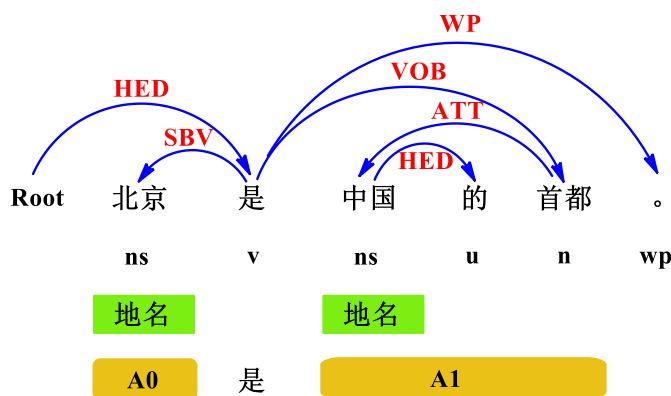 WP
VOB
HED
ATT
SBV
HED
Root 北京 是 中国 的 首都 。
ns v ns u n wp
地名 地名
A0 是 A1